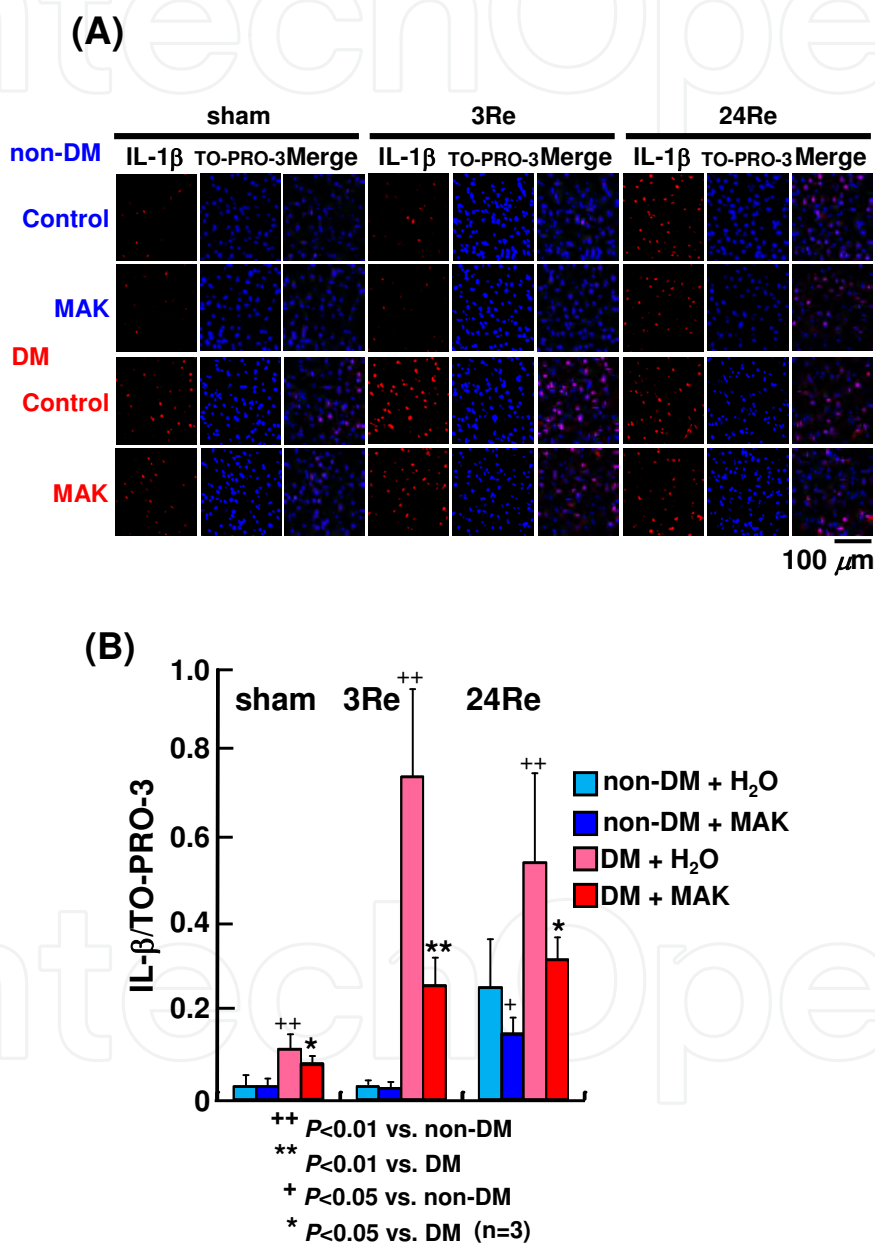 (A)
sham 3Re 24Re
non-DM IL-1β TO-PRO-3 Merge IL-1β TO-PRO-3 Merge IL-1β TO-PRO-3 Merge
Control
MAK
DM
Control
MAK
100 μm
(B)
1.0
++
sham 3Re 24Re
0.8
++
non-DM + H₂O
non-DM + MAK
0.6
DM + H₂O
DM + MAK
0.4
*
**
IL-β/TO-PRO-3
0.2
+
++
*
0
++ P<0.01 vs. non-DM
** P<0.01 vs. DM
+ P<0.05 vs. non-DM
* P<0.05 vs. DM (n=3)